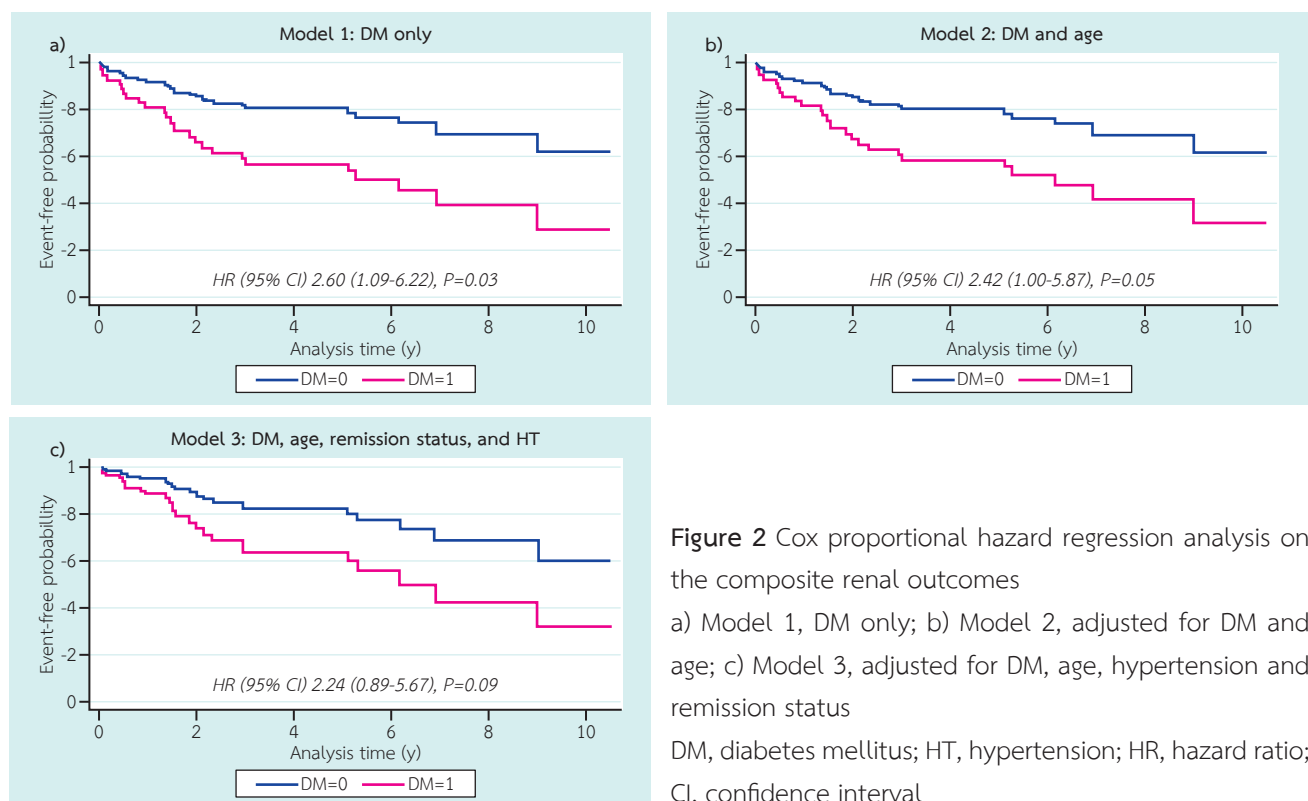 Model 1: DM only
a)
1
-8
-6
-4
-2
0
Event-free probabillity
HR (95% CI) 2.60 (1.09-6.22), P=0.03
0 2 4 6 8 10
Analysis time (y)
DM=0 DM=1
Model 2: DM and age
b)
1
-8
-6
-4
-2
0
Event-free probabillity
HR (95% CI) 2.42 (1.00-5.87), P=0.05
0 2 4 6 8 10
Analysis time (y)
DM=0 DM=1
Model 3: DM, age, remission status, and HT
c)
1
-8
-6
-4
-2
0
Event-free probabillity
HR (95% CI) 2.24 (0.89-5.67), P=0.09
0 2 4 6 8 10
Analysis time (y)
DM=0 DM=1
Figure 2 Cox proportional hazard regression analysis on
the composite renal outcomes
a) Model 1, DM only; b) Model 2, adjusted for DM and
age; c) Model 3, adjusted for DM, age, hypertension and
remission status
DM, diabetes mellitus; HT, hypertension; HR, hazard ratio;
CI, confidence interval